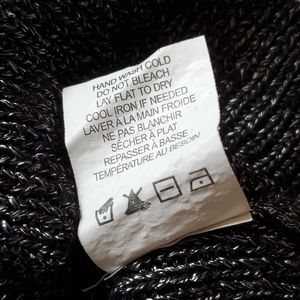 HAND WASH COLD
DO NOT BLEACH
LAY FLAT TO DRY
COOL IRON IF NEEDED
LAVER À LA MAIN FROIDE
NE PAS BLANCHIR
SÉCHER À PLAT
REPASSER À BASSE
TEMPÉRATURE AU BESOIN